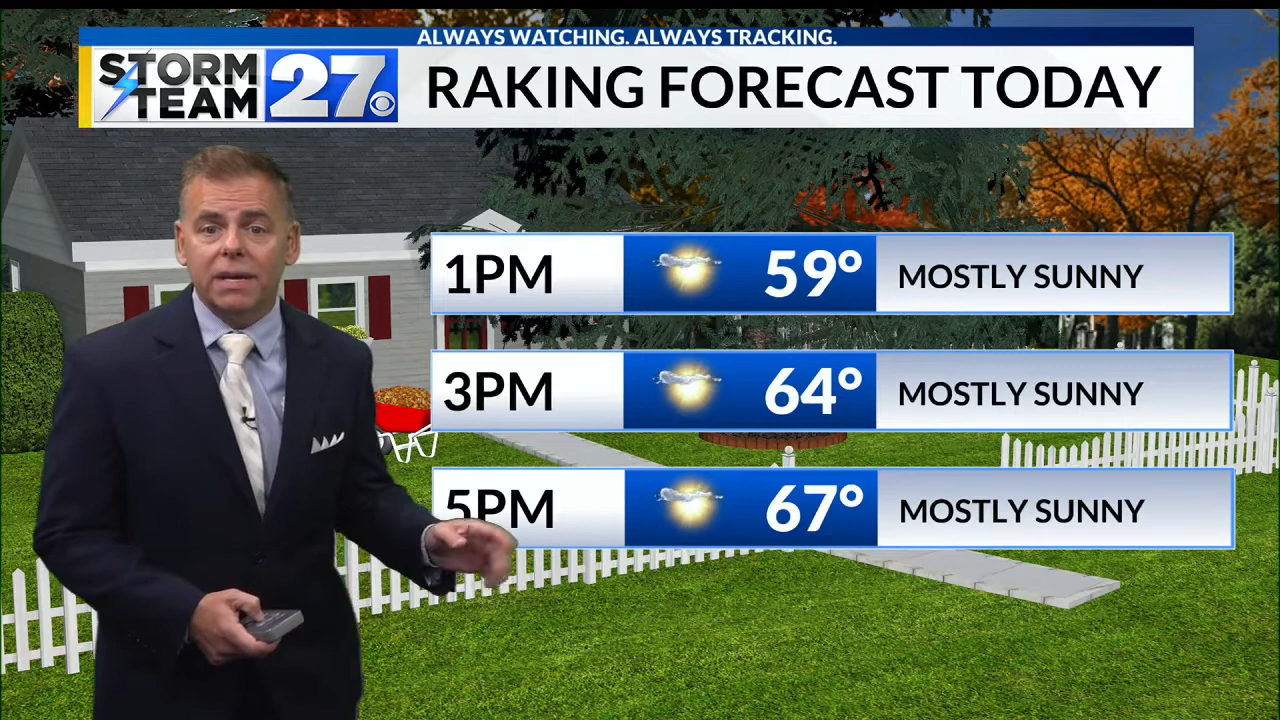 ALWAYS WATCHING. ALWAYS TRACKING.
STORM
TEAM
27
RAKING FORECAST TODAY
1PM 59° MOSTLY SUNNY
3PM 64° MOSTLY SUNNY
5PM 67° MOSTLY SUNNY